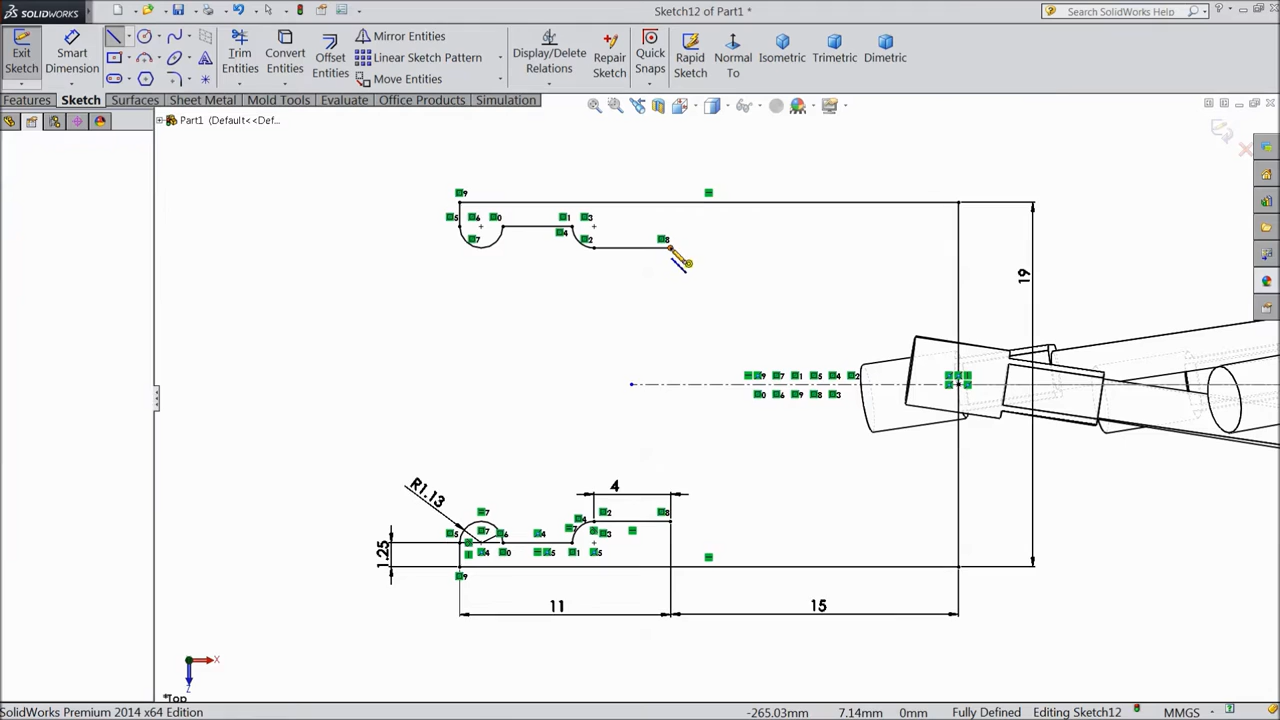 SOLIDWORKS
Sketch12 of Part1 *
Search SolidWorks Help
Exit Sketch
Smart Dimension
Trim Entities
Convert Entities
Offset Entities
Mirror Entities
Linear Sketch Pattern
Move Entities
Display/Delete Relations
Repair Sketch
Quick Snaps
Rapid Sketch
Normal To
Isometric
Trimetric
Dimetric
Features
Sketch
Surfaces
Sheet Metal
Mold Tools
Evaluate
Office Products
Simulation
Part1 (Default<<Def...
19
4
R1.13
1.25
11
15
X
Z
*Top
SolidWorks Premium 2014 x64 Edition
-265.03mm
7.14mm
0mm
Fully Defined
Editing Sketch12
MMGS